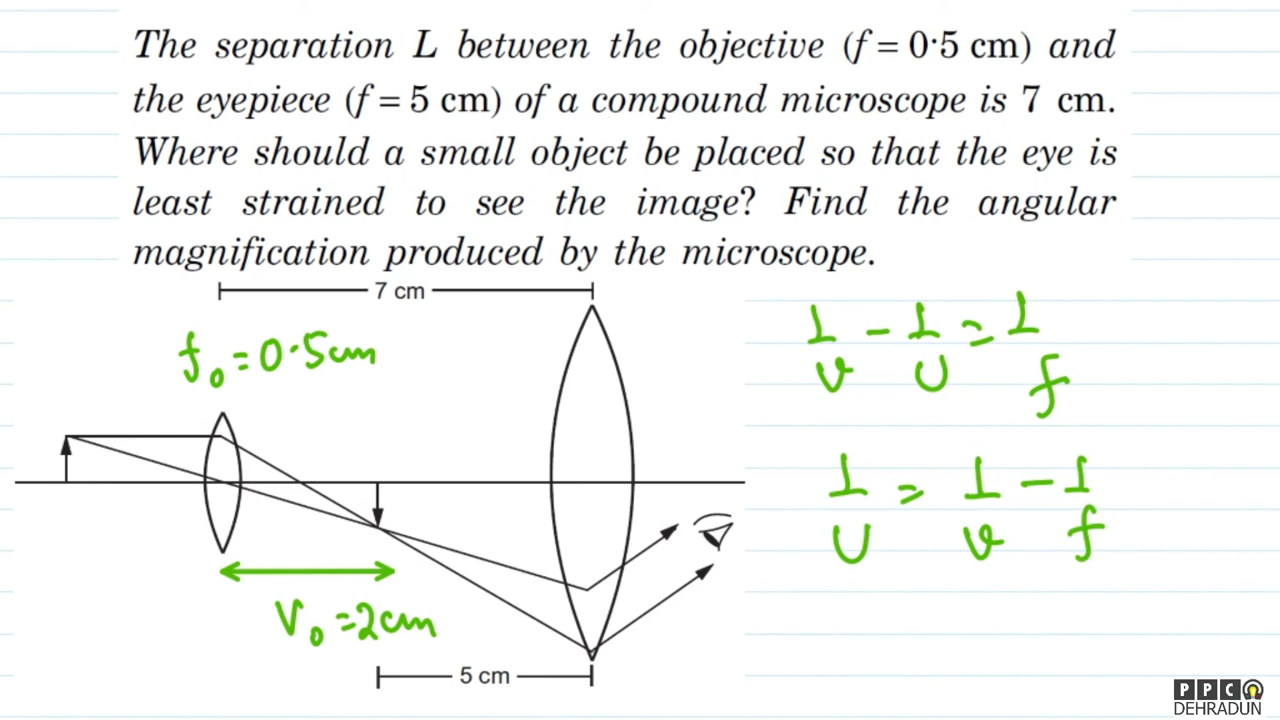 The separation L between the objective (f = 0·5 cm) and
the eyepiece (f = 5 cm) of a compound microscope is 7 cm.
Where should a small object be placed so that the eye is
least strained to see the image? Find the angular
magnification produced by the microscope.
7 cm
f₀ = 0.5cm
1/v - 1/u = 1/f
1/u = 1/v - 1/f
V₀ = 2cm
5 cm
PPC
DEHRADUN